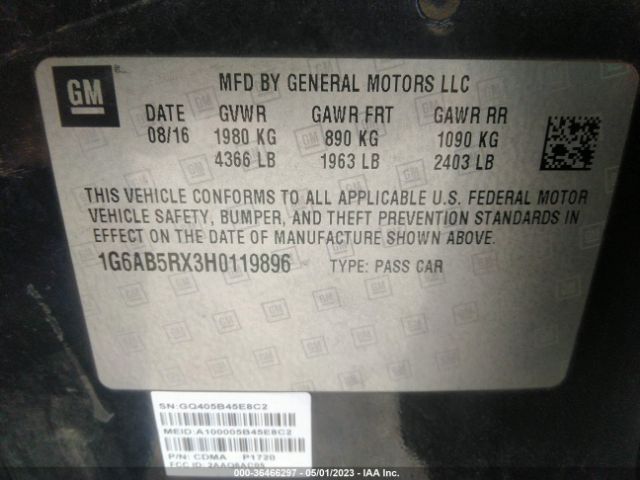 GM
MFD BY GENERAL MOTORS LLC
DATE GVWR GAWR FRT GAWR RR
08/16 1980 KG 890 KG 1090 KG
4366 LB 1963 LB 2403 LB
THIS VEHICLE CONFORMS TO ALL APPLICABLE U.S. FEDERAL MOTOR
VEHICLE SAFETY, BUMPER, AND THEFT PREVENTION STANDARDS IN
EFFECT ON THE DATE OF MANUFACTURE SHOWN ABOVE.
1G6AB5RX3H0119896 TYPE: PASS CAR
SN:GQ405B45E8C2
MEID:A100005B45E8C2
P/N: CDMA P1720
FCC ID:
00-36466297 - 05/01/2023 - IAA Inc.